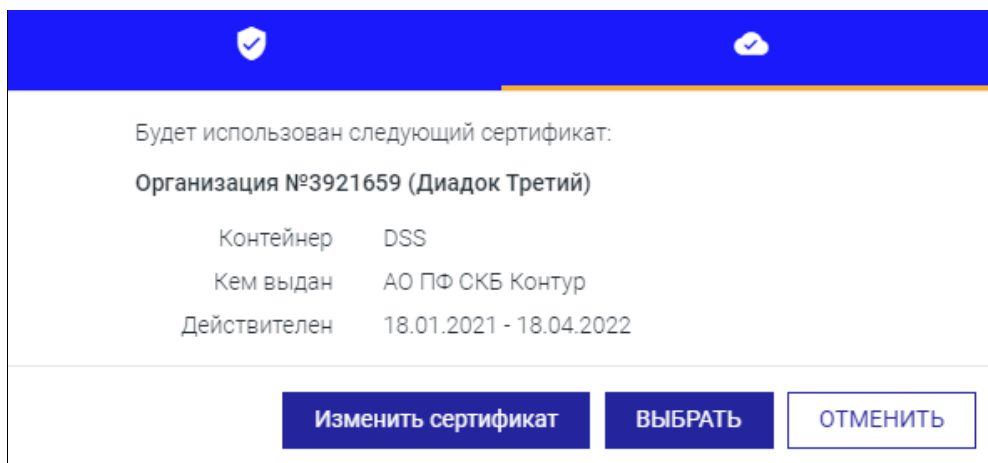 Будет использован следующий сертификат:
Организация №3921659 (Диадок Третий)
Контейнер DSS
Кем выдан АО ПФ СКБ Контур
Действителен 18.01.2021 - 18.04.2022
Изменить сертификат ВЫБРАТЬ ОТМЕНИТЬ